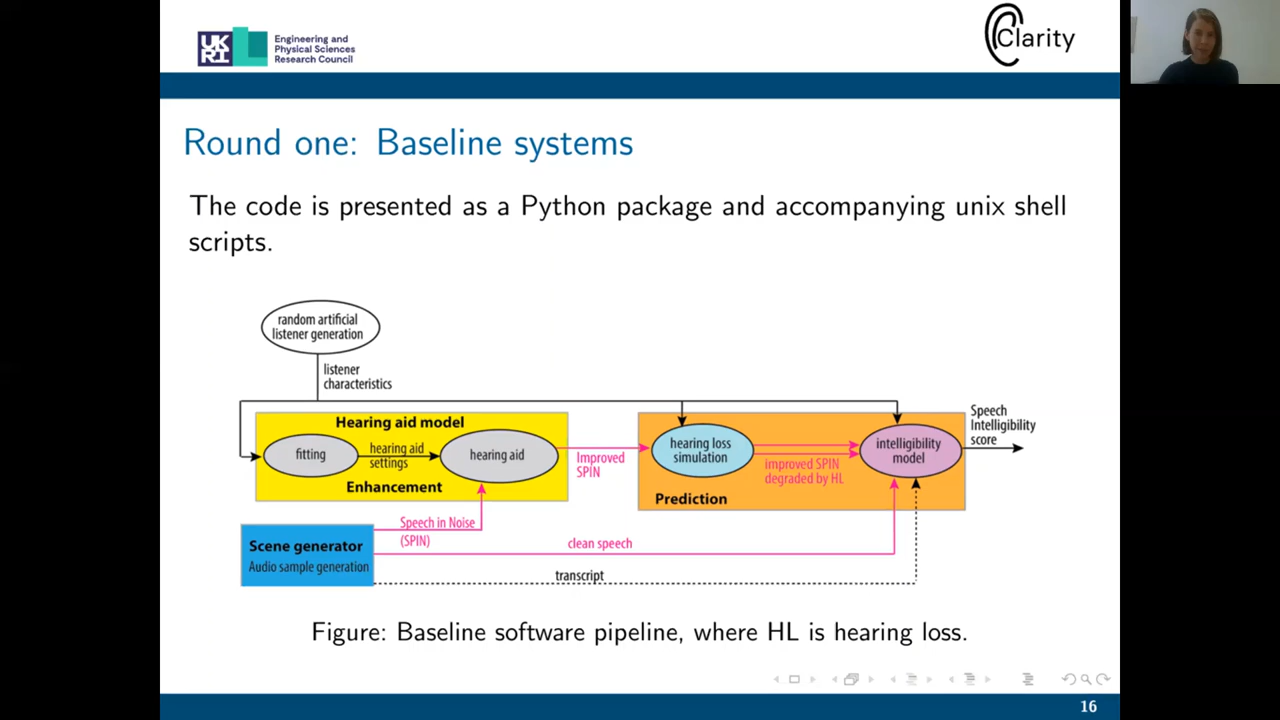 UK
RI
Engineering and
Physical Sciences
Research Council
Clarity
Round one: Baseline systems
The code is presented as a Python package and accompanying unix shell
scripts.
random artificial
listener generation
listener
characteristics
Hearing aid model
fitting
hearing aid
settings
hearing aid
Enhancement
Improved
SPIN
hearing loss
simulation
improved SPIN
degraded by HL
Prediction
intelligibility
model
Speech
Intelligibility
score
Scene generator
Audio sample generation
Speech in Noise
(SPIN)
clean speech
transcript
Figure: Baseline software pipeline, where HL is hearing loss.
16